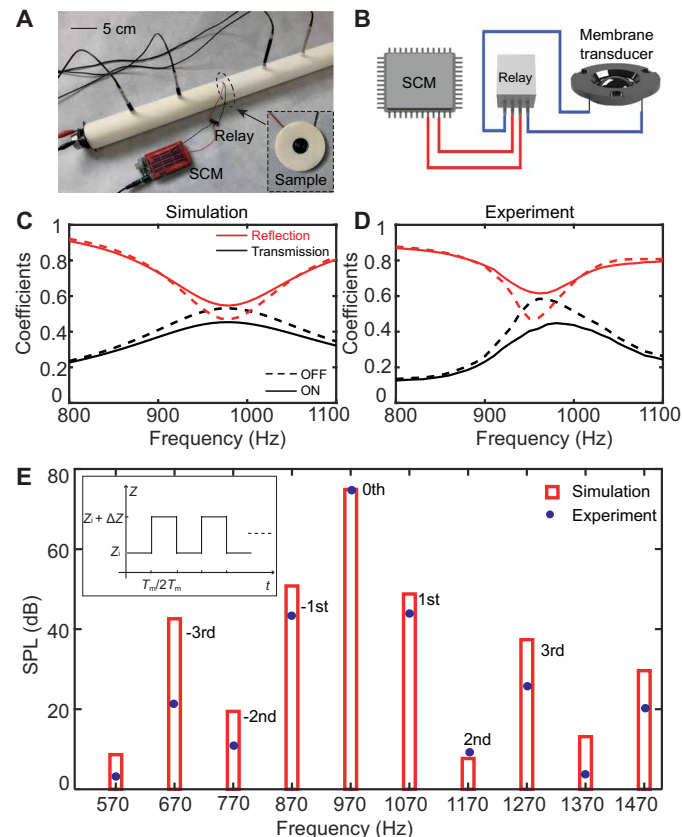 A
5 cm
Relay
SCM
Sample
B
SCM
Relay
Membrane
transducer
C
Simulation
Reflection
Transmission
OFF
ON
Coefficients
1
0.8
0.6
0.4
0.2
0
800
900
1000
1100
Frequency (Hz)
D
Experiment
Coefficients
1
0.8
0.6
0.4
0.2
0
800
900
1000
1100
Frequency (Hz)
E
80
60
40
20
0
SPL (dB)
Z
Zᵢ + ΔZ
Zᵢ
Tₘ/2Tₘ
t
Simulation
Experiment
0th
-1st
1st
-3rd
3rd
-2nd
2nd
570
670
770
870
970
1070
1170
1270
1370
1470
Frequency (Hz)